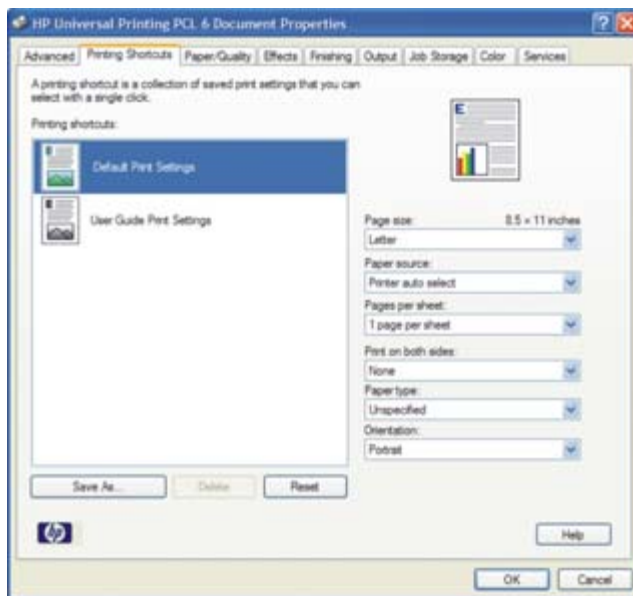 HP Universal Printing PCL 6 Document Properties
Advanced Printing Shortcuts Paper/Quality Effects Finishing Output Job Storage Color Services
A printing shortcut is a collection of saved print settings that you can
select with a single click.
Printing shortcuts:
Default Print Settings
User Guide Print Settings
E
Page size: 8.5 × 11 inches
Letter
Paper source:
Printer auto select
Pages per sheet:
1 page per sheet
Print on both sides:
None
Paper type:
Unspecified
Orientation:
Portrait
Save As... Delete Reset
hp
Help
OK Cancel